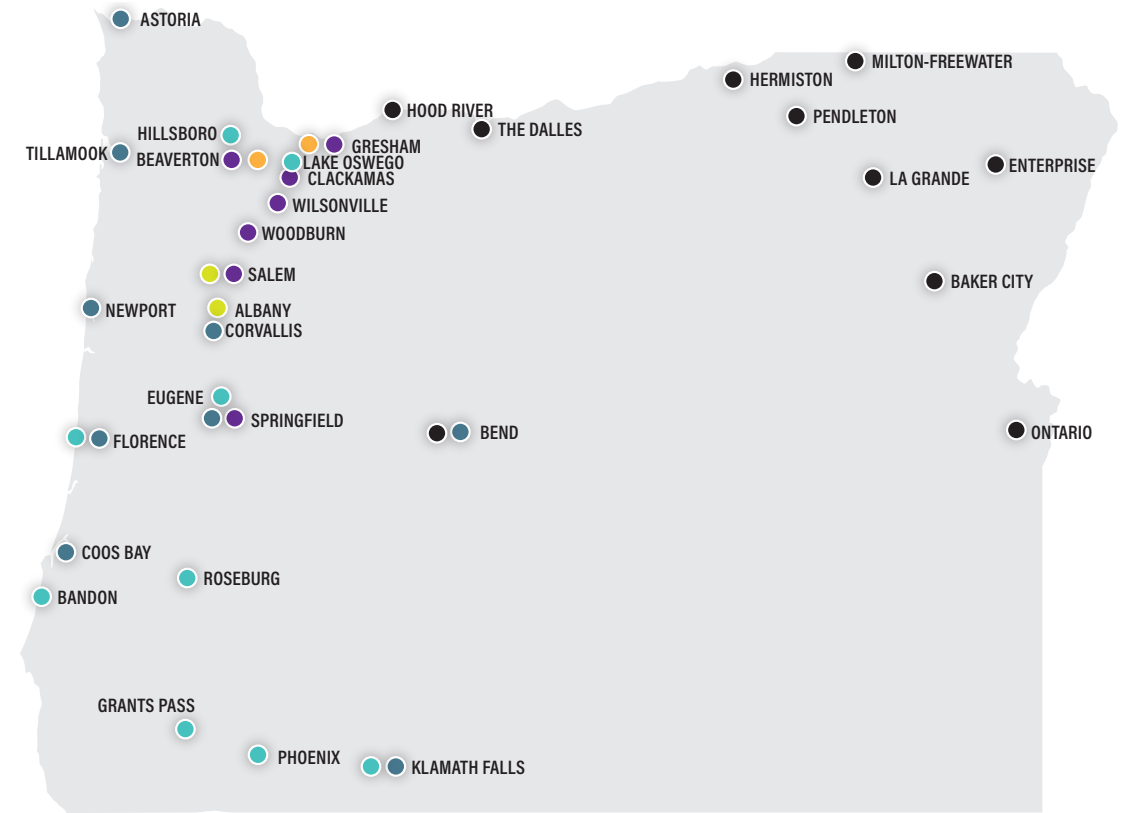 ASTORIA
MILTON-FREEWATER
HERMISTON
HOOD RIVER
PENDLETON
THE DALLES
HILLSBORO
GRESHAM
TILLAMOOK
BEAVERTON
LAKE OSWEGO
ENTERPRISE
CLACKAMAS
LA GRANDE
WILSONVILLE
WOODBURN
SALEM
BAKER CITY
NEWPORT
ALBANY
CORVALLIS
EUGENE
SPRINGFIELD
BEND
ONTARIO
FLORENCE
COOS BAY
ROSEBURG
BANDON
GRANTS PASS
PHOENIX
KLAMATH FALLS